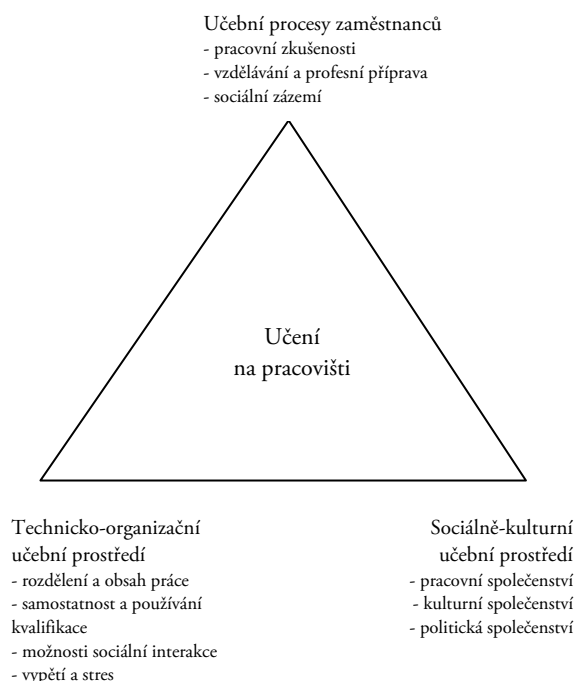 Učební procesy zaměstnanců
- pracovní zkušenosti
- vzdělávání a profesní příprava
- sociální zázemí
Učení
na pracovišti
Technicko-organizační
učební prostředí
- rozdělení a obsah práce
- samostatnost a používání
kvalifikace
- možnosti sociální interakce
- vypětí a stres
Sociálně-kulturní
učební prostředí
- pracovní společenství
- kulturní společenství
- politická společenství